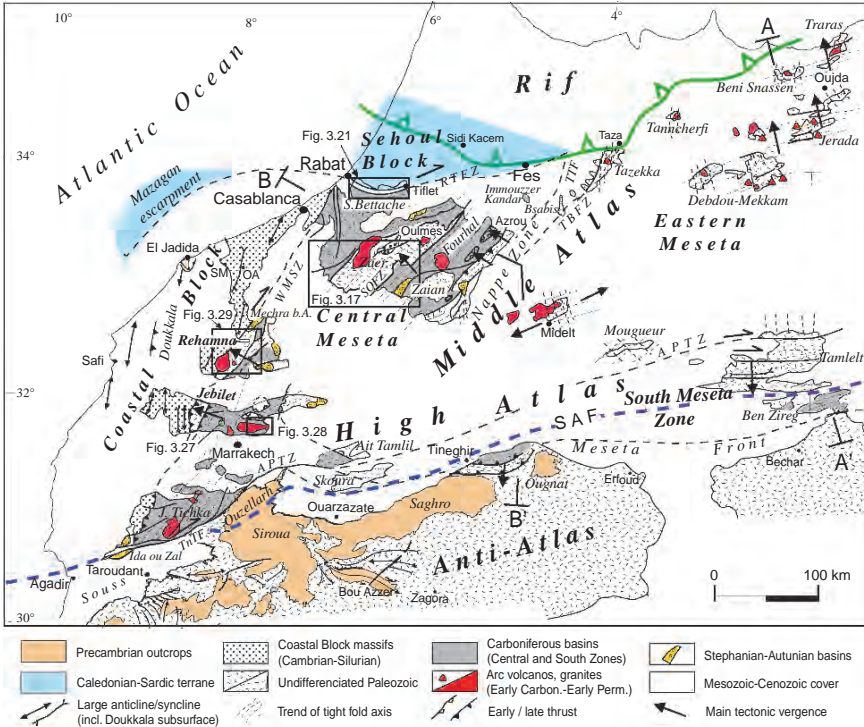 10°
8°
6°
4°
A
Traras
Oujda
Beni Snassen
Rif
Atlantic Ocean
Fig. 3.21
Sehoul
Block
Sidi Kacem
Taza
Tanncherfi
Jerada
34°
Rabat
Fes
Tazekka
Mazagan
escarpment
B
Casablanca
RTFZ
Tiflet
S.Bettache
Immouzzer
Kandar
Bsabis
TTF
TBFZ
Debdou-Mekkam
Eastern
Meseta
El Jadida
Oulmes
Azrou
Fourhal
Zaer
SOFZ
Zaian
Nappe Zone
Middle Atlas
SM
OA
WMSZ
Fig. 3.17
Central
Meseta
Coastal Block
Doukkala
Fig. 3.29
Mechra b.A.
Rehamna
Midelt
Mougueur
APTZ
Tamlelt
Safi
32°
Jebilet
High Atlas
South Meseta
Zone
Ben Zireg
Fig. 3.27
Fig. 3.28
Marrakech
SAF
Ait Tamlil
Tineghir
Meseta Front
Bechar
A'
APTZ
Skoura
Ougnat
Erfoud
J. Tichka
Ouzellarh
Ouarzazate
Saghro
B'
TnTF
Siroua
Anti-Atlas
Ida ou Zal
Taroudant
Agadir
Souss
Bou Azzer
Zagora
0
100 km
30°
Precambrian outcrops
Coastal Block massifs
(Cambrian-Silurian)
Carboniferous basins
(Central and South Zones)
Stephanian-Autunian basins
Caledonian-Sardic terrane
Undifferenciated Paleozoic
Arc volcanos, granites
(Early Carbon.-Early Perm.)
Mesozoic-Cenozoic cover
Large anticline/syncline
(incl. Doukkala subsurface)
Trend of tight fold axis
Early / late thrust
Main tectonic vergence